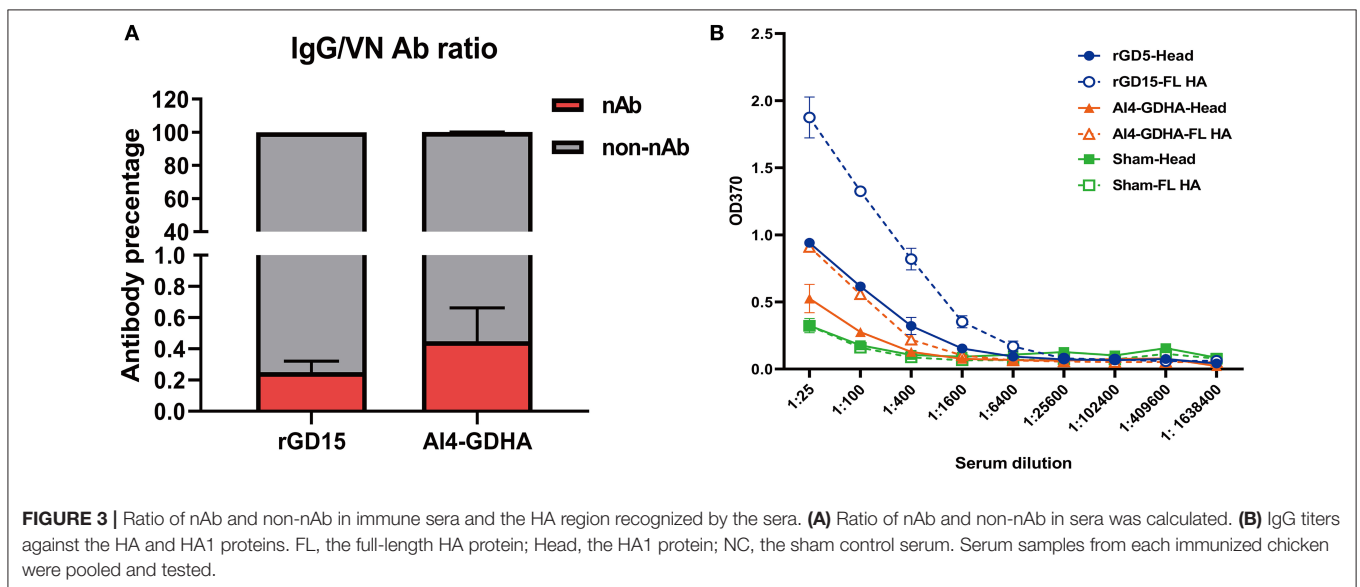 A
IgG/VN Ab ratio
Antibody precentage
120
100
80
60
40
1.0
0.8
0.6
0.4
0.2
0.0
rGD15
AI4-GDHA
nAb
non-nAb
B
OD370
2.5
2.0
1.5
1.0
0.5
0.0
rGD5-Head
rGD15-FL HA
AI4-GDHA-Head
AI4-GDHA-FL HA
Sham-Head
Sham-FL HA
1:25
1:100
1:400
1:1600
1:6400
1:25600
1:102400
1:409600
1: 1638400
Serum dilution
FIGURE 3 | Ratio of nAb and non-nAb in immune sera and the HA region recognized by the sera. (A) Ratio of nAb and non-nAb in sera was calculated. (B) IgG titers
against the HA and HA1 proteins. FL, the full-length HA protein; Head, the HA1 protein; NC, the sham control serum. Serum samples from each immunized chicken
were pooled and tested.